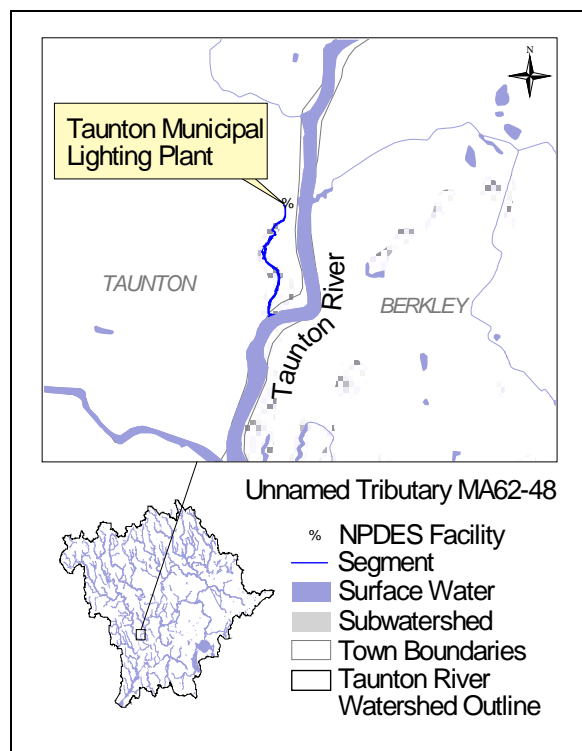 N
Taunton Municipal
Lighting Plant
%
TAUNTON
BERKLEY
Taunton River
Unnamed Tributary MA62-48
% NPDES Facility
Segment
Surface Water
Subwatershed
Town Boundaries
Taunton River
Watershed Outline